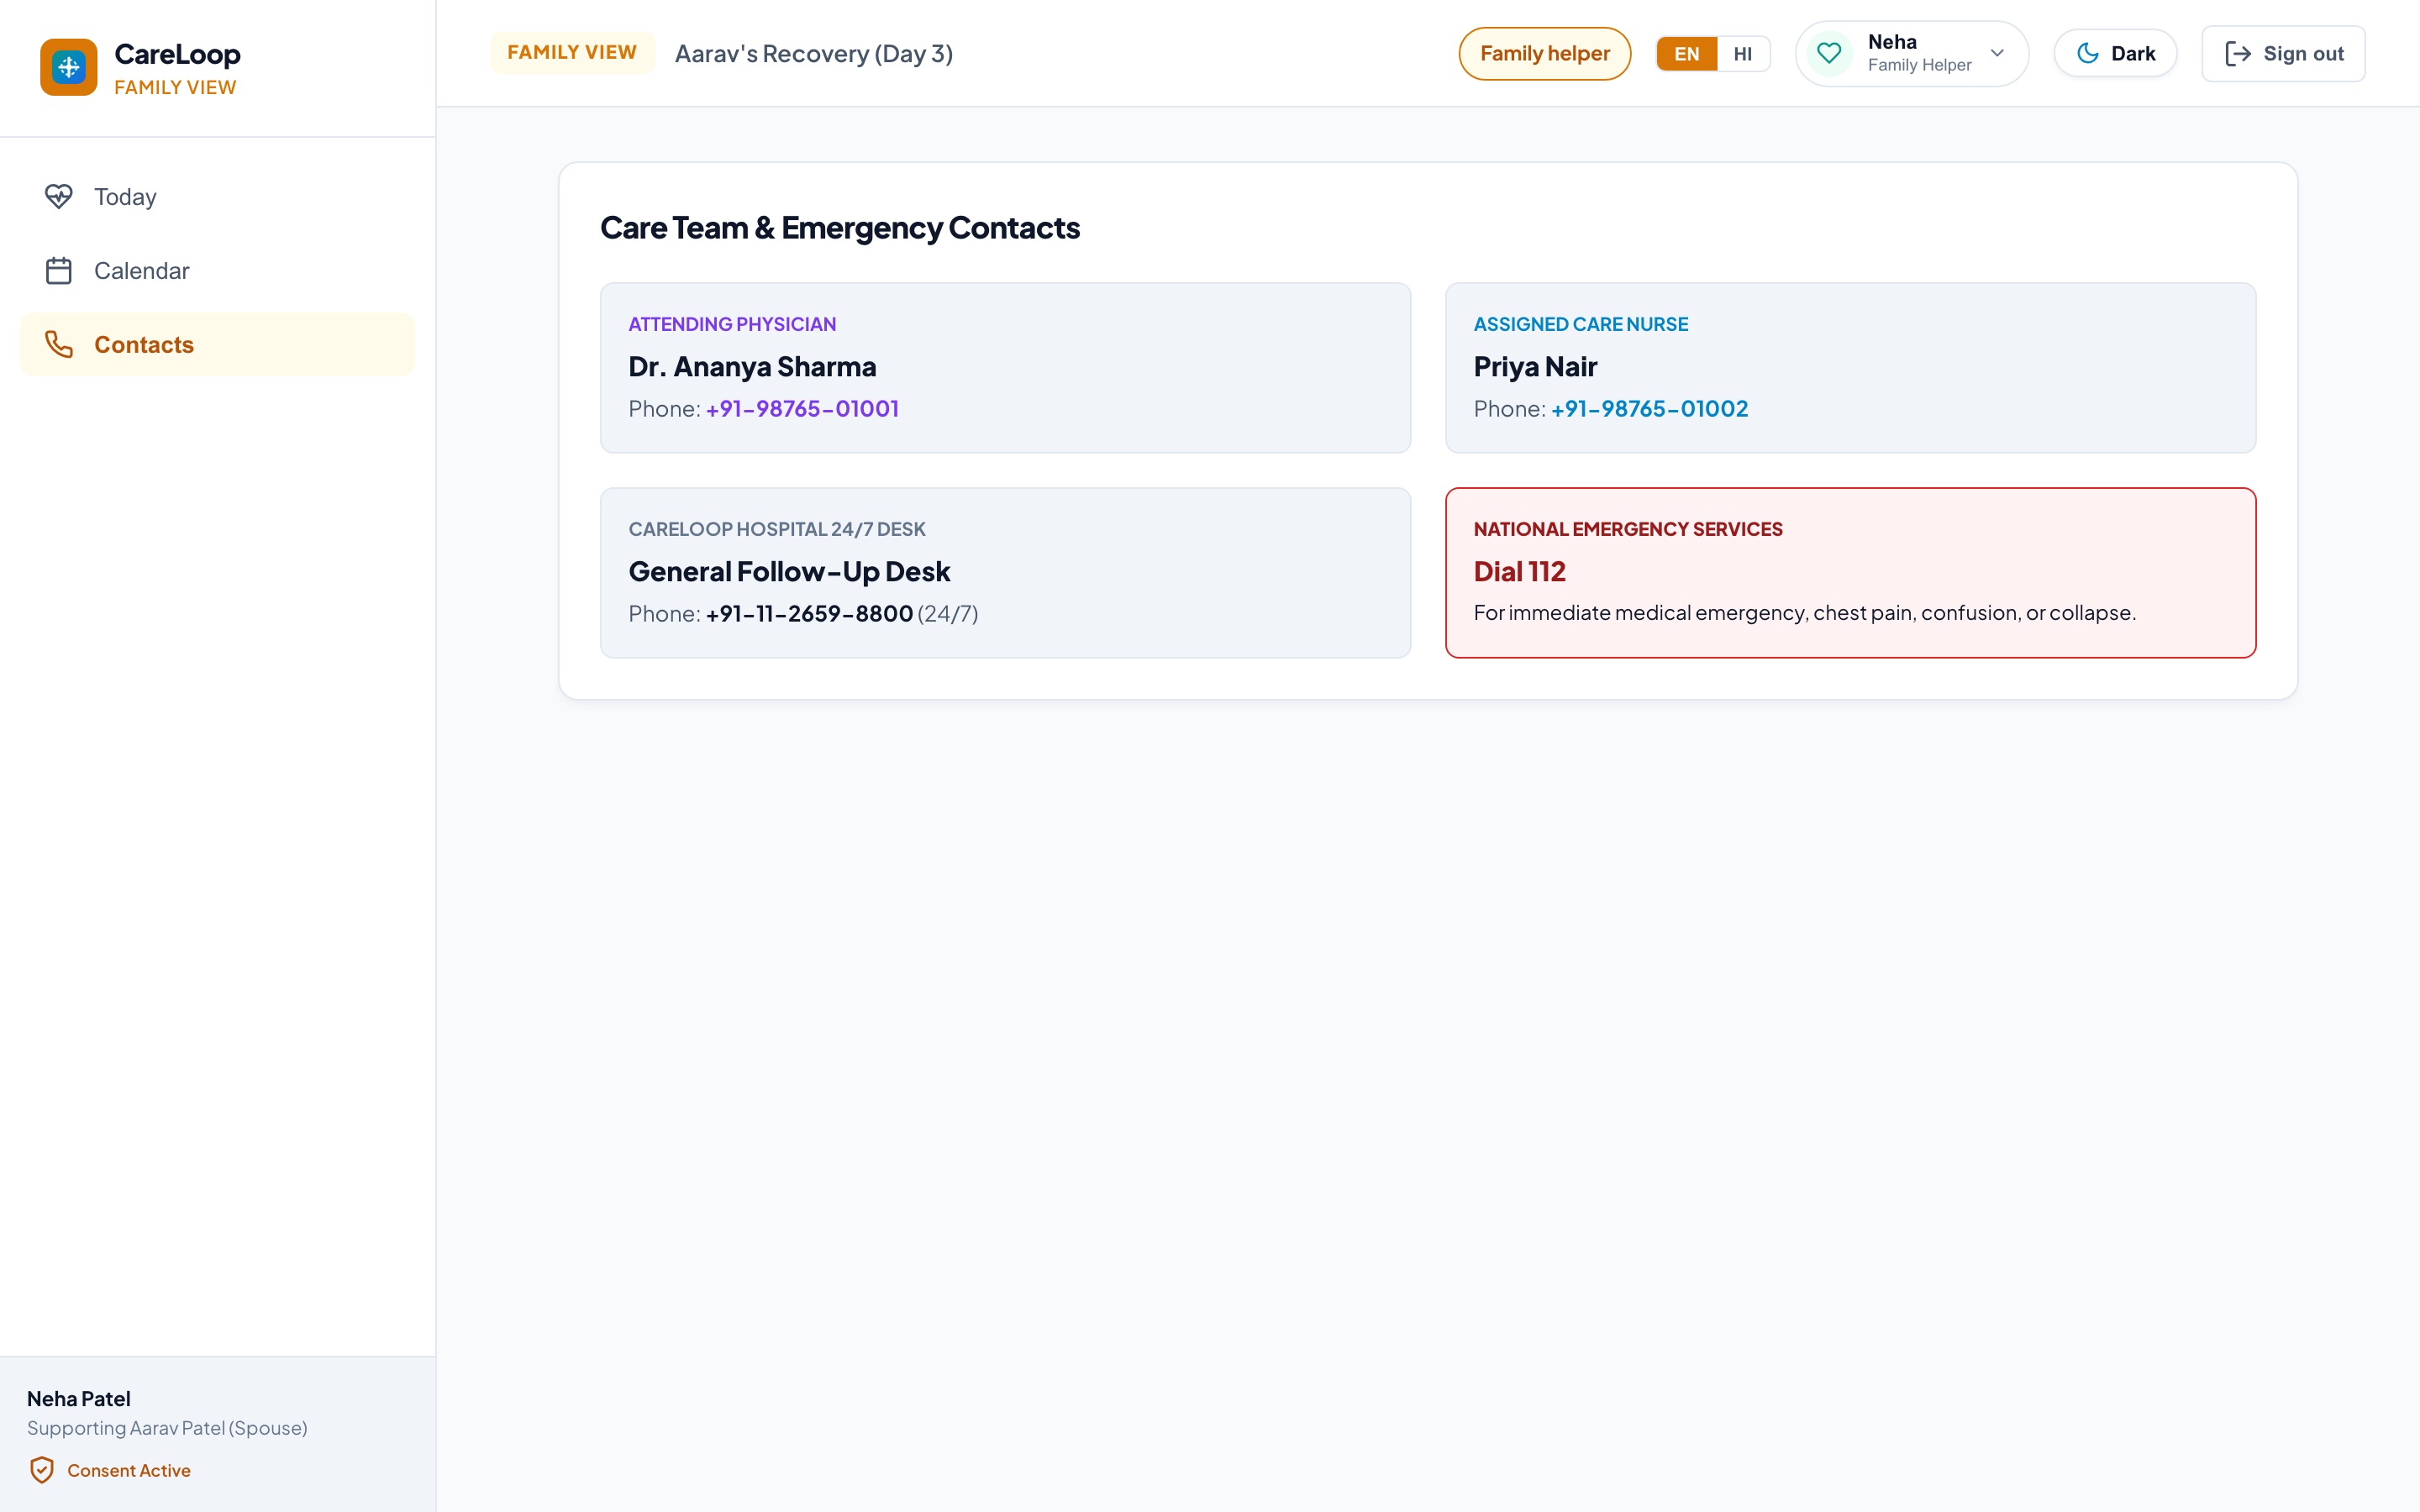 CareLoop
FAMILY VIEW
Today
Calendar
Contacts
Neha Patel
Supporting Aarav Patel (Spouse)
Consent Active
FAMILY VIEW
Aarav's Recovery (Day 3)
Family helper
EN
HI
Neha
Family Helper
Dark
Sign out
Care Team & Emergency Contacts
ATTENDING PHYSICIAN
Dr. Ananya Sharma
Phone: +91-98765-01001
ASSIGNED CARE NURSE
Priya Nair
Phone: +91-98765-01002
CARELOOP HOSPITAL 24/7 DESK
General Follow-Up Desk
Phone: +91-11-2659-8800 (24/7)
NATIONAL EMERGENCY SERVICES
Dial 112
For immediate medical emergency, chest pain, confusion, or collapse.